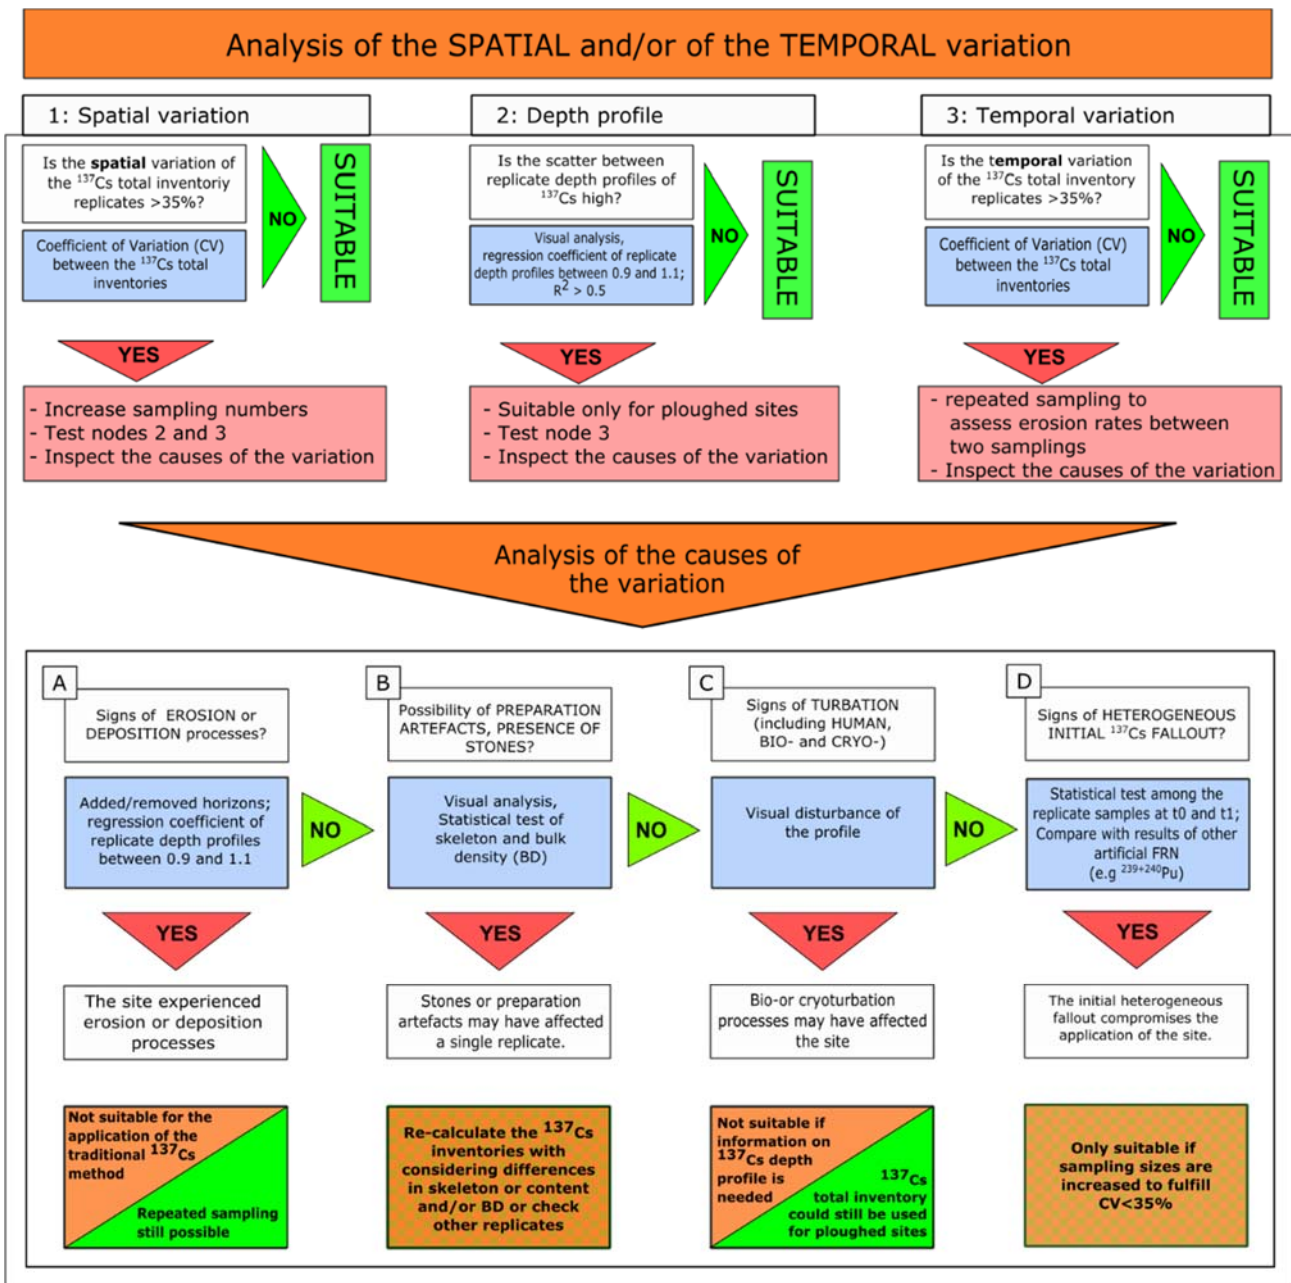 Analysis of the SPATIAL and/or of the TEMPORAL variation
1: Spatial variation
Is the spatial variation of
the 137Cs total inventoriy
replicates >35%?
Coefficient of Variation (CV)
between the 137Cs total
inventories
NO
SUITABLE
YES
- Increase sampling numbers
- Test nodes 2 and 3
- Inspect the causes of the variation
2: Depth profile
Is the scatter between
replicate depth profiles of
137Cs high?
Visual analysis,
regression coefficient of replicate
depth profiles between 0.9 and 1.1;
R2 > 0.5
NO
SUITABLE
YES
- Suitable only for ploughed sites
- Test node 3
- Inspect the causes of the variation
3: Temporal variation
Is the temporal variation
of the 137Cs total inventory
replicates >35%?
Coefficient of Variation (CV)
between the 137Cs total
inventories
NO
SUITABLE
YES
- repeated sampling to
assess erosion rates between
two samplings
- Inspect the causes of the variation
Analysis of the causes of
the variation
A
Signs of EROSION or
DEPOSITION processes?
Added/removed horizons;
regression coefficient of
replicate depth profiles
between 0.9 and 1.1
NO
YES
The site experienced
erosion or deposition
processes
Not suitable for the
application of the
traditional 137Cs
method
Repeated sampling
still possible
B
Possibility of PREPARATION
ARTEFACTS, PRESENCE OF
STONES?
Visual analysis,
Statistical test of
skeleton and bulk
density (BD)
NO
YES
Stones or preparation
artefacts may have affected
a single replicate.
Re-calculate the 137Cs
inventories with
considering differences
in skeleton or content
and/or BD or check
other replicates
C
Signs of TURBATION
(including HUMAN,
BIO- and CRYO-)
Visual disturbance of
the profile
NO
YES
Bio-or cryoturbation
processes may have affected
the site
Not suitable if
information on
137Cs depth
profile is
needed
137Cs
total inventory
could still be used
for ploughed sites
D
Signs of HETEROGENEOUS
INITIAL 137Cs FALLOUT?
Statistical test among the
replicate samples at t0 and t1;
Compare with results of other
artificial FRN
(e.g 239+240Pu)
YES
The initial heterogeneous
fallout compromises the
application of the site.
Only suitable if
sampling sizes are
increased to fulfill
CV<35%